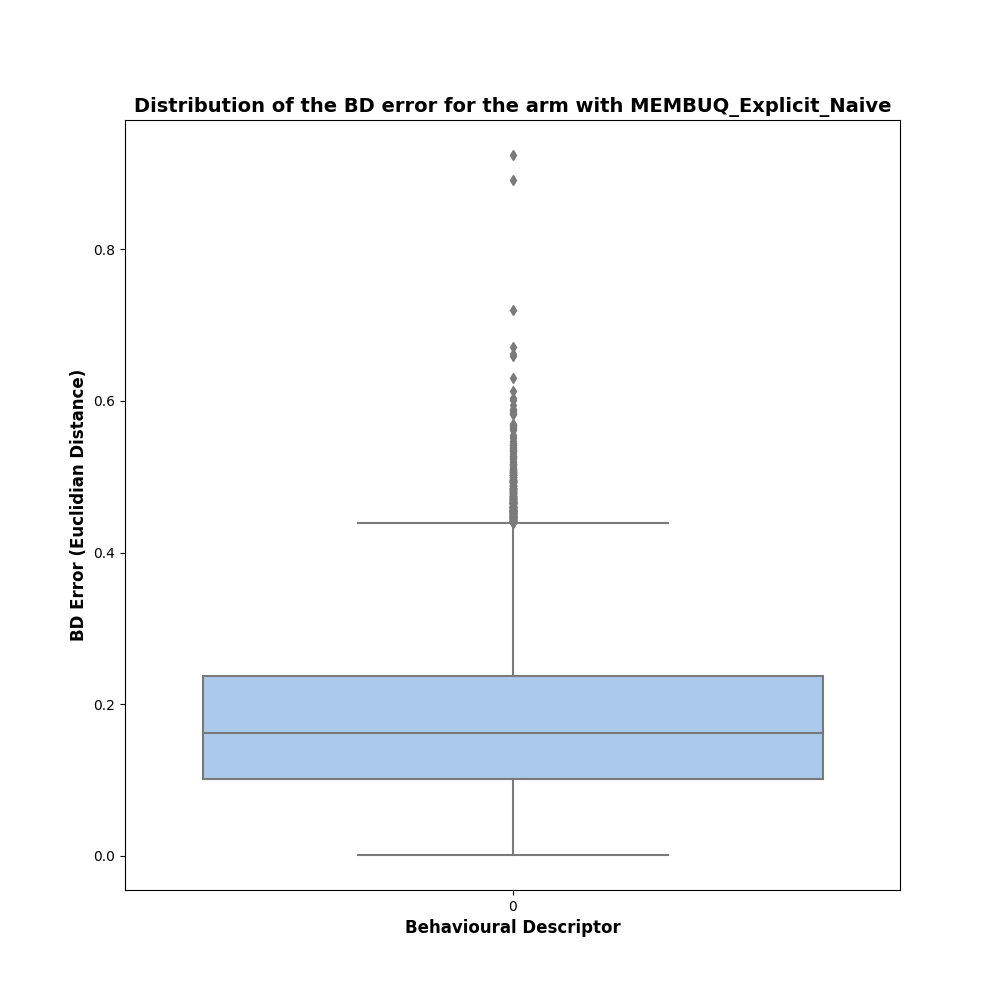 Distribution of the BD error for the arm with MEMBUQ_Explicit_Naive
BD Error (Euclidian Distance)
0.8
0.6
0.4
0.2
0.0
0
Behavioural Descriptor